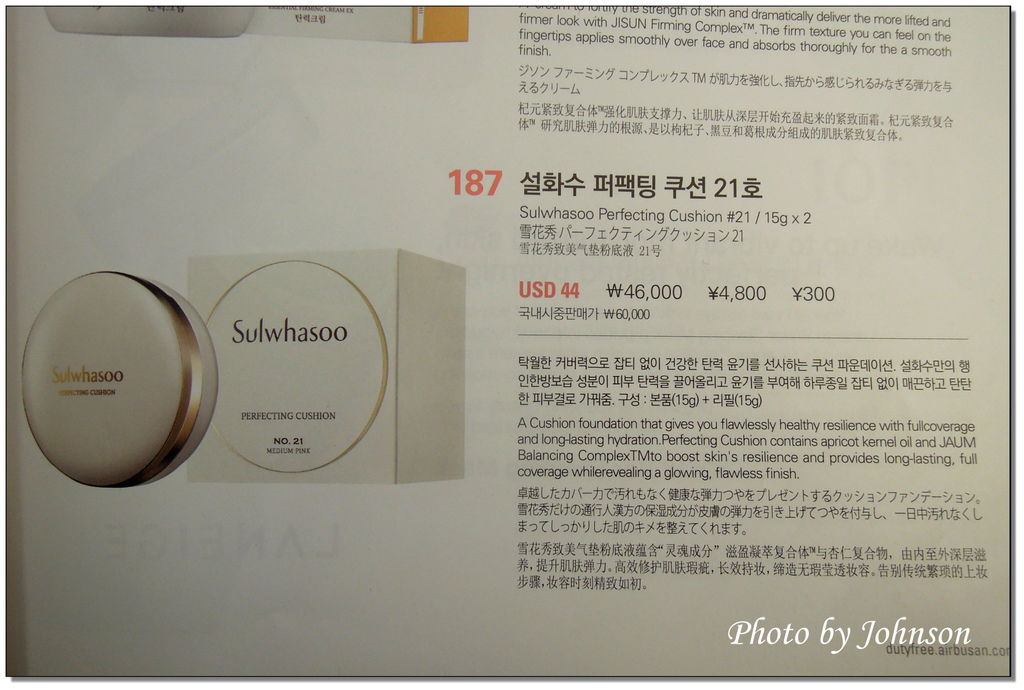 ESSENTIAL FIRMING CREAM EX
탄력크림
A cream to fortify the strength of skin and dramatically deliver the more lifted and
firmer look with JISUN Firming Complex™. The firm texture you can feel on the
fingertips applies smoothly over face and absorbs thoroughly for the a smooth
finish.
ジソン ファーミング コンプレックス TM が肌力を強化し、指先から感じられるみなぎる弾力を与
えるクリーム
杞元紧致复合体™强化肌肤支撑力、让肌肤从深层开始充盈起来的紧致面霜。杞元紧致复合
体™ 研究肌肤弹力的根源、是以枸杞子、黑豆和葛根成分組成的肌肤紧致复合体。
187 설화수 퍼팩팅 쿠션 21호
Sulwhasoo Perfecting Cushion #21 / 15g x 2
雪花秀 パーフェクティングクッション 21
雪花秀致美气垫粉底液 21号
USD 44 ₩46,000 ¥4,800 ¥300
국내시중판매가 ₩60,000
탁월한 커버력으로 잡티 없이 건강한 탄력 윤기를 선사하는 쿠션 파운데이션. 설화수만의 행
인한방보습 성분이 피부 탄력을 끌어올리고 윤기를 부여해 하루종일 잡티 없이 매끈하고 탄탄
한 피부결로 가꿔줌. 구성 : 본품(15g) + 리필(15g)
A Cushion foundation that gives you flawlessly healthy resilience with fullcoverage
and long-lasting hydration.Perfecting Cushion contains apricot kernel oil and JAUM
Balancing ComplexTMto boost skin's resilience and provides long-lasting, full
coverage whilerevealing a glowing, flawless finish.
卓越したカバー力で汚れもなく健康な弾力つやをプレゼントするクッションファンデーション。
雪花秀だけの通行人漢方の保湿成分が皮膚の弾力を引き上げてつやを付与し、一日中汚れなくし
まってしっかりした肌のキメを整えてくれます。
雪花秀致美气垫粉底液蕴含“灵魂成分” 滋盈凝萃复合体™与杏仁复合物，由内至外深层滋
养，提升肌肤弹力。高效修护肌肤瑕疵，长效持妆，缔造无瑕莹透妆容。告别传统繁琐的上妆
步骤，妆容时刻精致如初。
Sulwhasoo
PERFECTING CUSHION
Sulwhasoo
PERFECTING CUSHION
NO. 21
MEDIUM PINK
LANEIGE
Photo by Johnson
dutyfree.airbusan.com